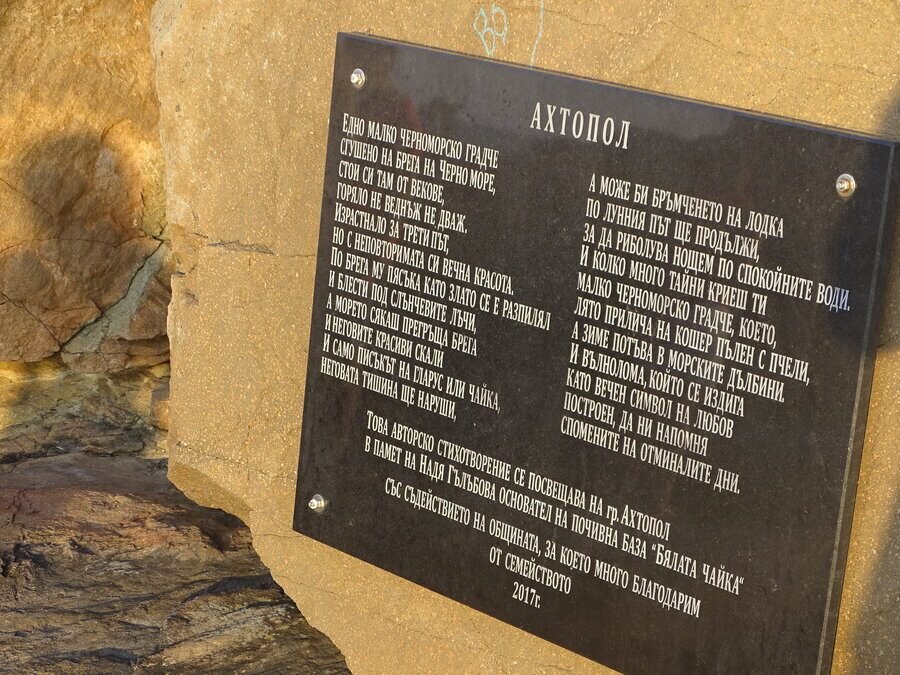 АХТОПОЛ
ЕДНО МАЛКО ЧЕРНОМОРСКО ГРАДЧЕ
СГУШЕНО НА БРЕГА НА ЧЕРНО МОРЕ,
СТОИ СИ ТАМ ОТ ВЕКОВЕ,
ГОРЯЛО НЕ ВЕДНЪЖ НЕ ДВАЖ.
ИЗРАСТНАЛО ЗА ТРЕТИ ПЪТ,
НО С НЕПОВТОРИМАТА СИ ВЕЧНА КРАСОТА.
ПО БРЕГА МУ ПЯСЪКА КАТО ЗЛАТО СЕ Е РАЗПИЛЯЛ
И БЛЕСТИ ПОД СЛЪНЧЕВИТЕ ЛЪЧИ,
А МОРЕТО СЯКАШ ПРЕГРЪЩА БРЕГА
И НЕГОВИТЕ КРАСИВИ СКАЛИ
И САМО ПИСЪКЪТ НА ГЛАРУС ИЛИ ЧАЙКА,
НЕГОВАТА ТИШИНА ЩЕ НАРУШИ,
А МОЖЕ БИ БРЪМЧЕНЕТО НА ЛОДКА
ПО ЛУННИЯ ПЪТ ЩЕ ПРОДЪЛЖИ,
ЗА ДА РИБОЛУВА НОЩЕМ ПО СПОКОЙНИТЕ ВОДИ.
И КОЛКО МНОГО ТАЙНИ КРИЕШ ТИ
МАЛКО ЧЕРНОМОРСКО ГРАДЧЕ, КОЕТО,
ЛЯТО ПРИЛИЧА НА КОШЕР ПЪЛЕН С ПЧЕЛИ,
А ЗИМЕ ПОТЪВА В МОРСКИТЕ ДЪЛБИНИ.
И ВЪЛНОЛОМА, КОЙТО СЕ ИЗДИГА
КАТО ВЕЧЕН СИМВОЛ НА ЛЮБОВ
ПОСТРОЕН, ДА НИ НАПОМНЯ
СПОМЕНИТЕ НА ОТМИНАЛИТЕ ДНИ.
ТОВА АВТОРСКО СТИХОТВОРЕНИЕ СЕ ПОСВЕЩАВА НА гр. АХТОПОЛ
В ПАМЕТ НА НАДЯ ГЪЛЪБОВА ОСНОВАТЕЛ НА ПОЧИВНА БАЗА "БЯЛАТА ЧАЙКА"
СЪС СЪДЕЙСТВИЕТО НА ОБЩИНАТА, ЗА КОЕТО МНОГО БЛАГОДАРИМ
ОТ СЕМЕЙСТВОТО
2017г.